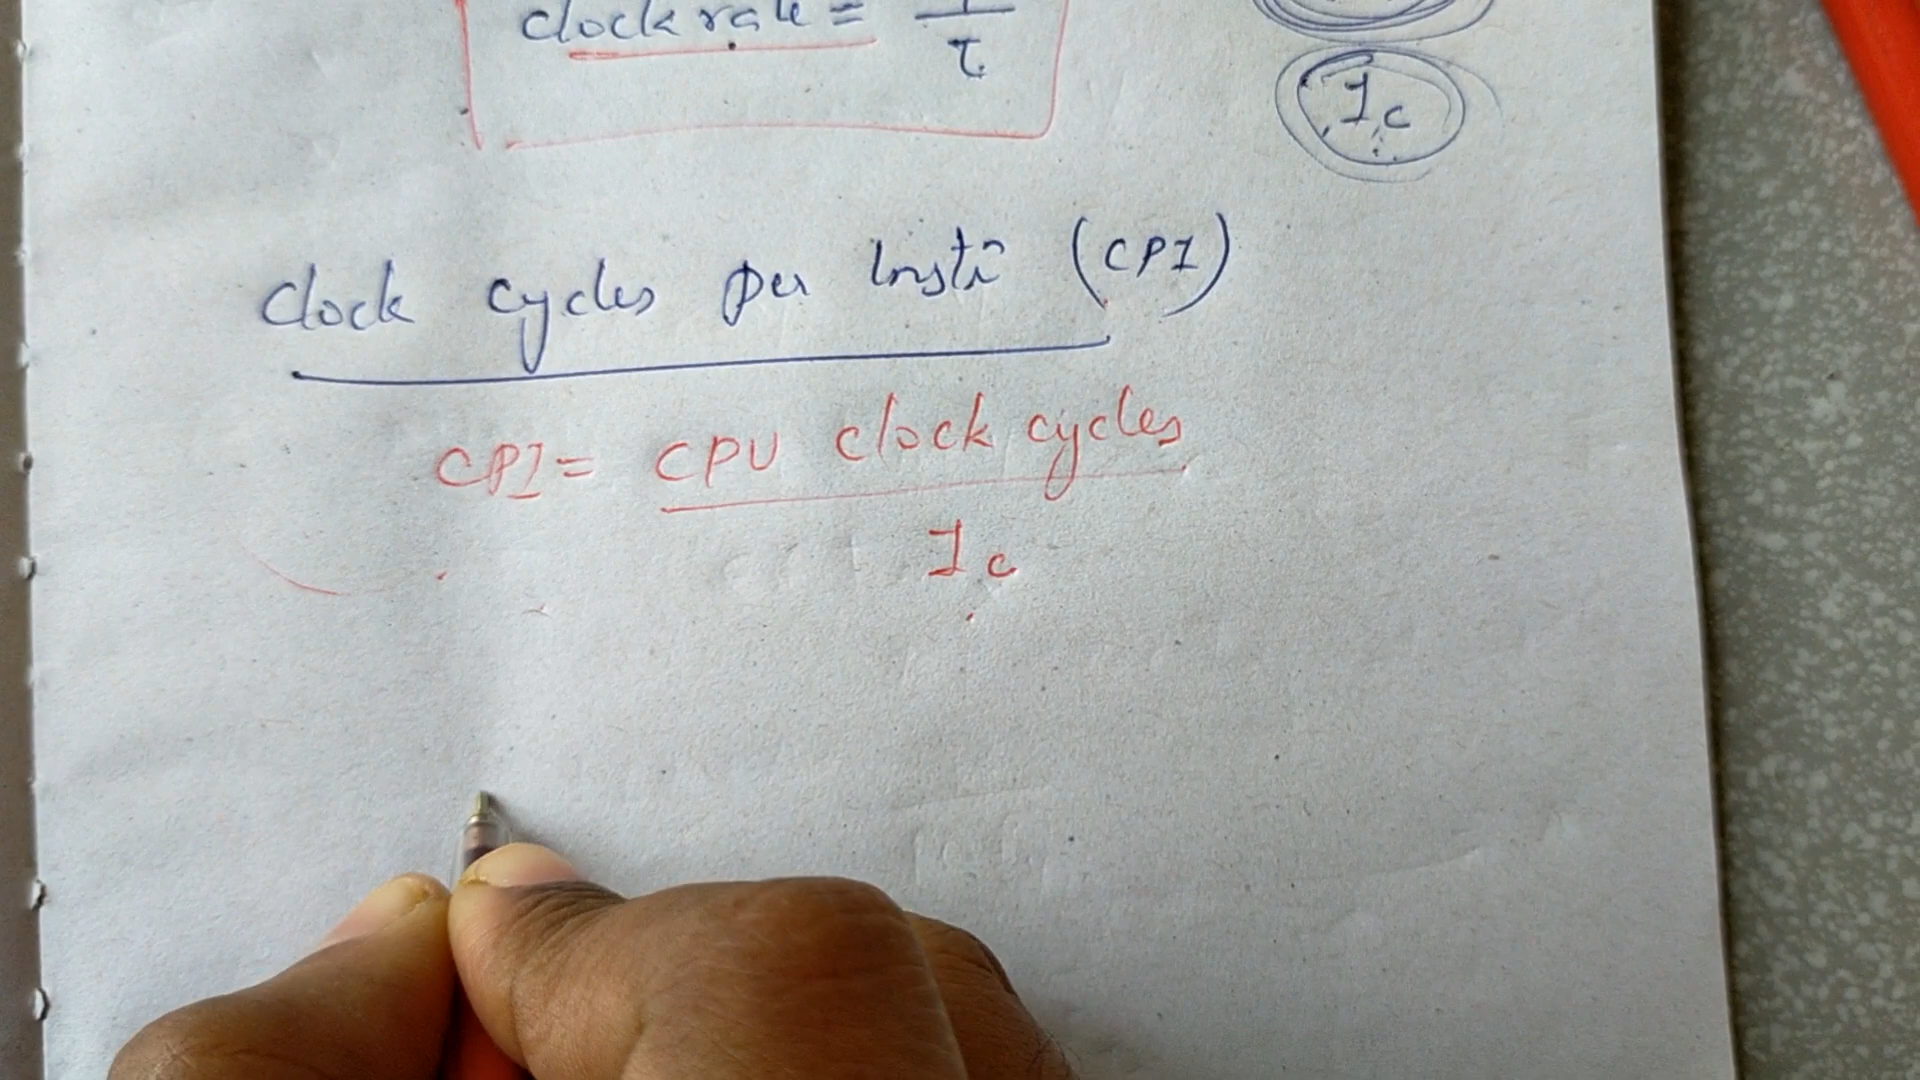 clock rate = 1
τ
Ic
Clock cycles per Instr (CPI)
CPI = CPU clock cycles
Ic